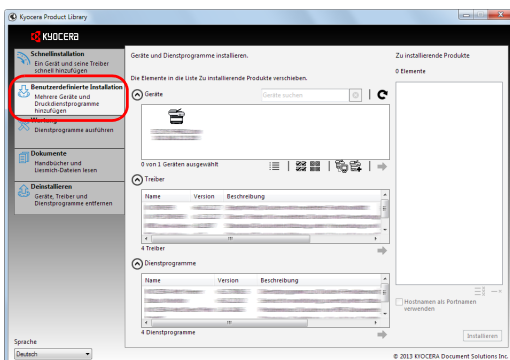 Kyocera Product Library
KYOCERA
Schnellinstallation
Ein Gerät und seine Treiber
schnell hinzufügen
Benutzerdefinierte Installation
Mehrere Geräte und
Druckdienstprogramme
hinzufügen
Wartung
Dienstprogramme ausführen
Dokumente
Handbücher und
Liesmich-Dateien lesen
Deinstallieren
Geräte, Treiber und
Dienstprogramme entfernen
Sprache
Deutsch
Geräte und Dienstprogramme installieren.
Die Elemente in die Liste Zu installierende Produkte verschieben.
Geräte
Geräte suchen
0 von 1 Geräten ausgewählt
Treiber
Name Version Beschreibung
4 Treiber
Dienstprogramme
Name Version Beschreibung
4 Dienstprogramme
Zu installierende Produkte
0 Elemente
Hostnamen als Portnamen
verwenden
Installieren
© 2013 KYOCERA Document Solutions Inc.